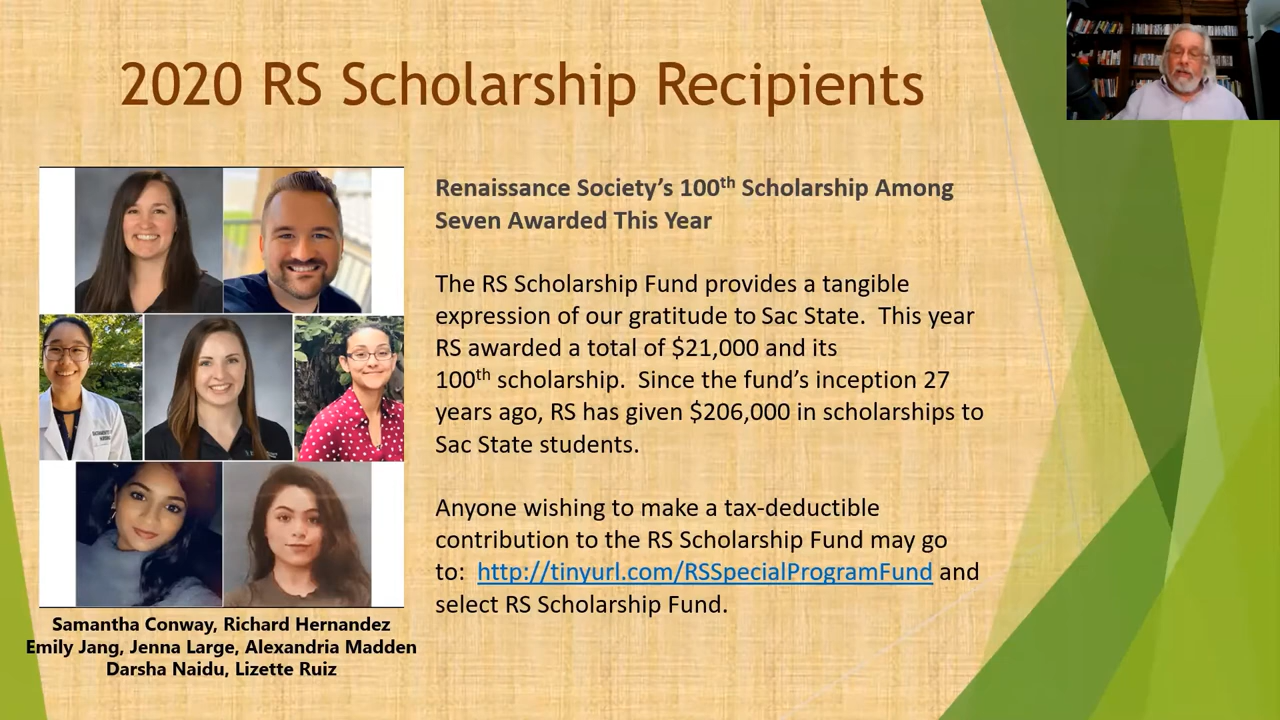 2020 RS Scholarship Recipients
Renaissance Society’s 100th Scholarship Among
Seven Awarded This Year
The RS Scholarship Fund provides a tangible
expression of our gratitude to Sac State.  This year
RS awarded a total of $21,000 and its
100th scholarship.  Since the fund’s inception 27
years ago, RS has given $206,000 in scholarships to
Sac State students.
Anyone wishing to make a tax-deductible
contribution to the RS Scholarship Fund may go
to:  http://tinyurl.com/RSSpecialProgramFund and
select RS Scholarship Fund.
Samantha Conway, Richard Hernandez
Emily Jang, Jenna Large, Alexandria Madden
Darsha Naidu, Lizette Ruiz